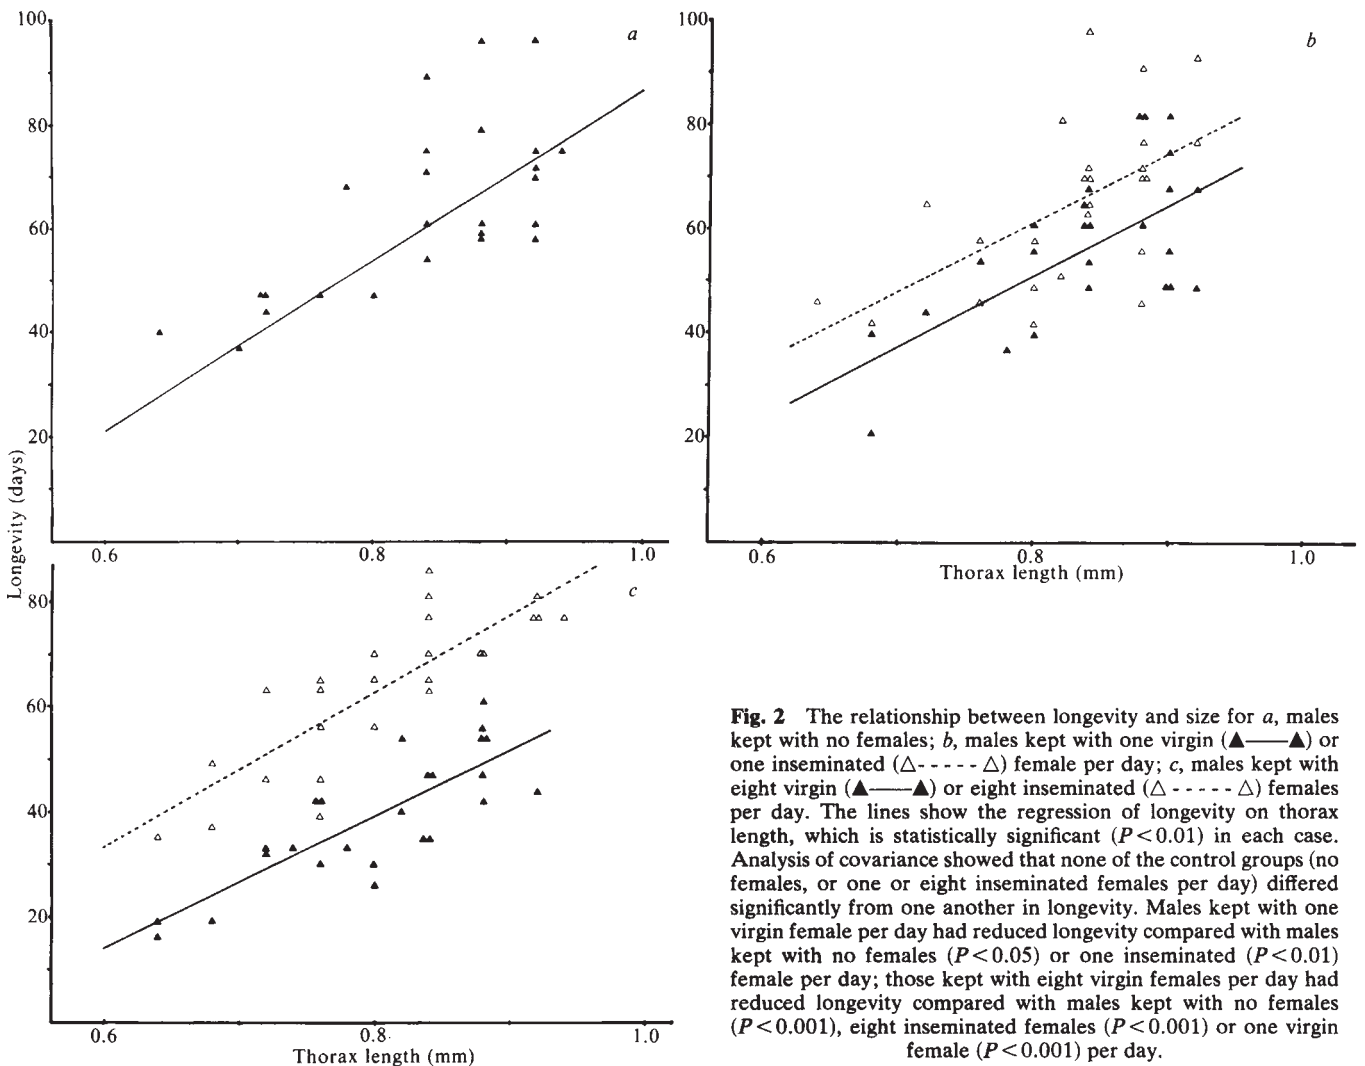 100
80
60
40
20
0.6 0.8 1.0
a
100
80
60
40
20
0.6 0.8 1.0
Thorax length (mm)
b
Longevity (days)
80
60
40
20
0.6 0.8 1.0
Thorax length (mm)
c
Fig. 2 The relationship between longevity and size for a, males
kept with no females; b, males kept with one virgin (▲——▲) or
one inseminated (△- - - - - △) female per day; c, males kept with
eight virgin (▲——▲) or eight inseminated (△ - - - - - △) females
per day. The lines show the regression of longevity on thorax
length, which is statistically significant (P<0.01) in each case.
Analysis of covariance showed that none of the control groups (no
females, or one or eight inseminated females per day) differed
significantly from one another in longevity. Males kept with one
virgin female per day had reduced longevity compared with males
kept with no females (P<0.05) or one inseminated (P<0.01)
female per day; those kept with eight virgin females per day had
reduced longevity compared with males kept with no females
(P<0.001), eight inseminated females (P<0.001) or one virgin
female (P<0.001) per day.